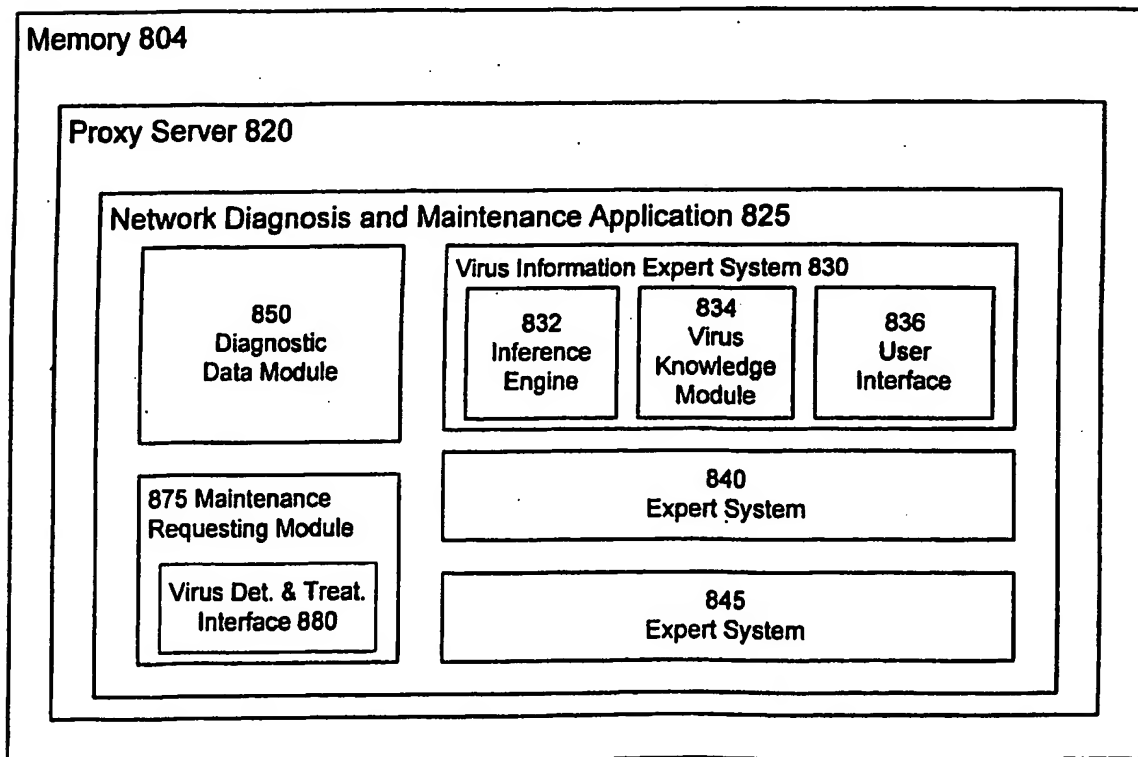 Memory 804
Proxy Server 820
Network Diagnosis and Maintenance Application 825
850
Diagnostic
Data Module
Virus Information Expert System 830
832
Inference
Engine
834
Virus
Knowledge
Module
836
User
Interface
875 Maintenance
Requesting Module
Virus Det. & Treat.
Interface 880
840
Expert System
845
Expert System